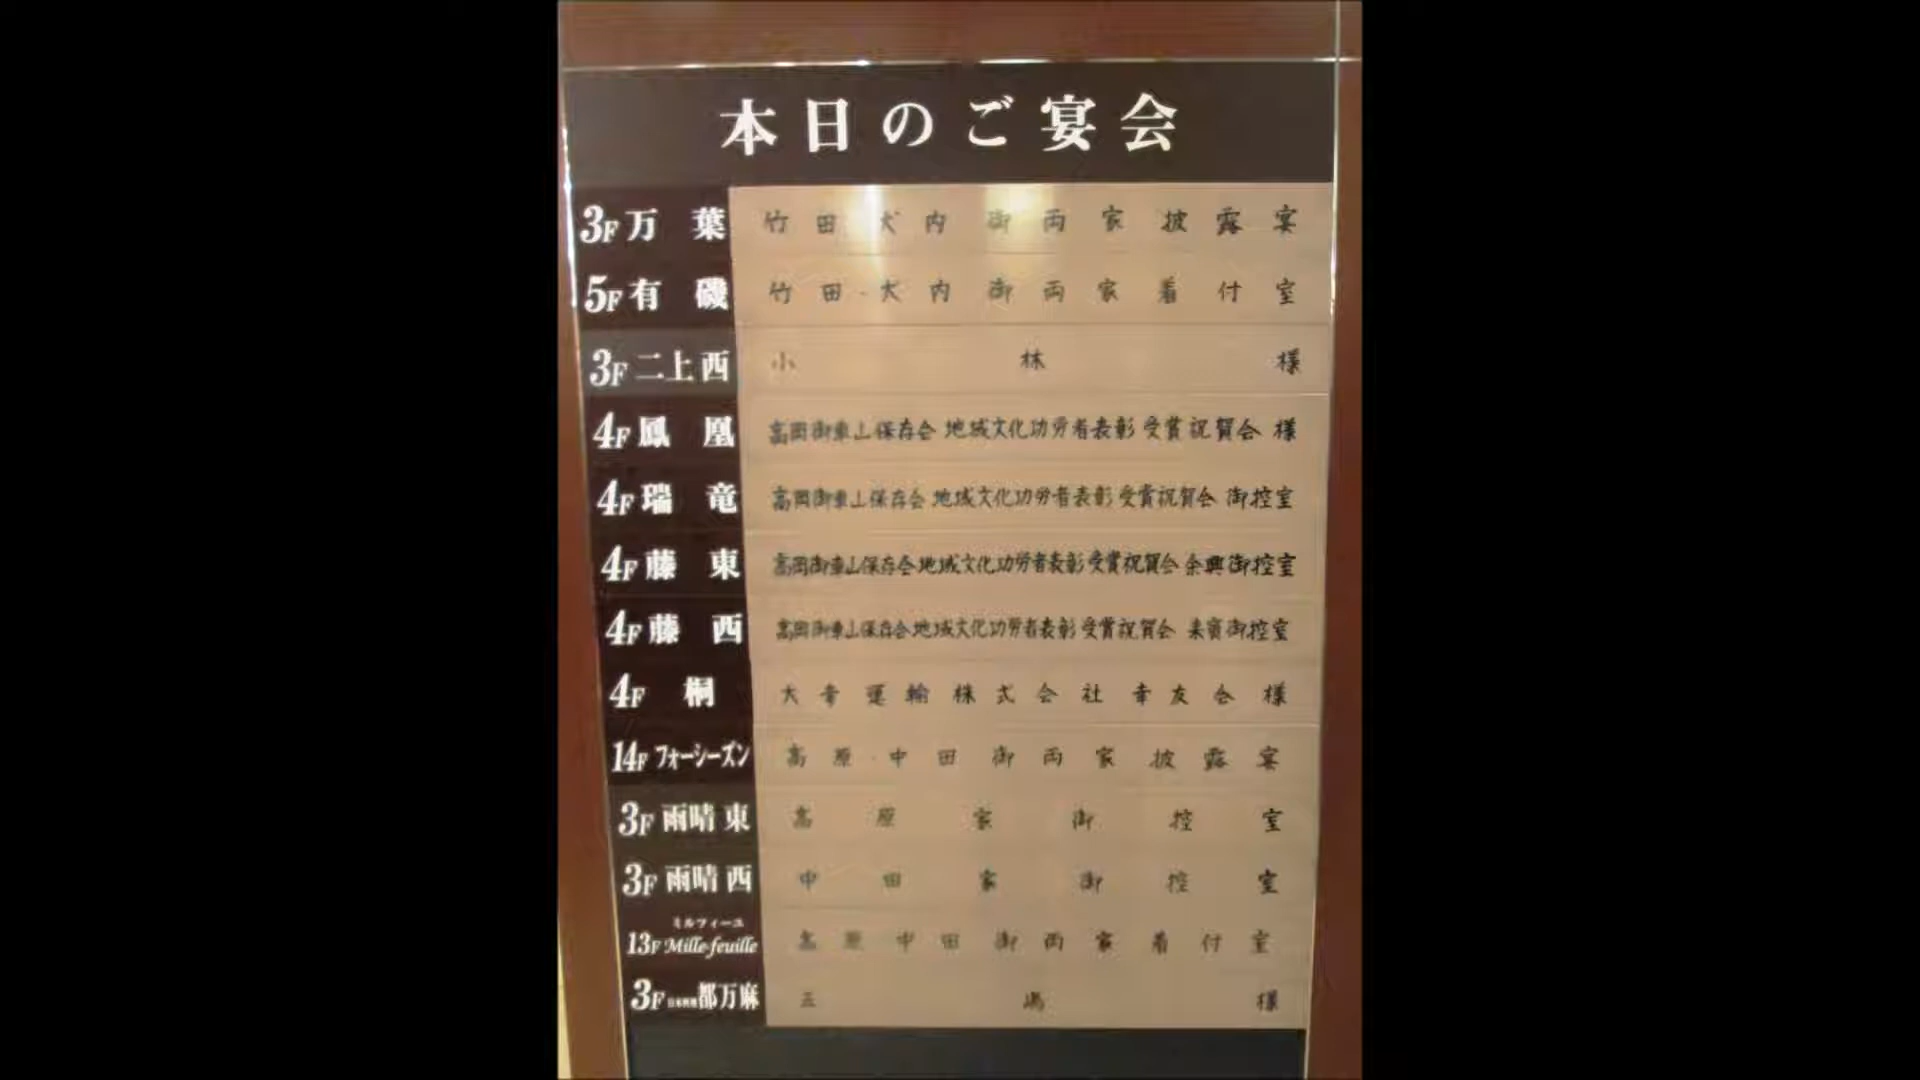 本日のご宴会
3F 万葉 竹田・犬内御両家披露宴
5F 有磯 竹田・犬内御両家着付室
3F 二上西 小林様
4F 鳳凰 高岡御車山保存会 地域文化功労者表彰 受賞祝賀会 様
4F 瑞竜 高岡御車山保存会 地域文化功労者表彰 受賞祝賀会 御控室
4F 藤東 高岡御車山保存会 地域文化功労者表彰 受賞祝賀会 余興御控室
4F 藤西 高岡御車山保存会 地域文化功労者表彰 受賞祝賀会 来賓御控室
4F 桐 大幸運輸株式会社幸友会様
14F フォーシーズン 高原・中田御両家披露宴
3F 雨晴東 高原家御控室
3F 雨晴西 中田家御控室
ミルフィーユ
13F Mille-feuille 高原中田御両家着付室
3F 日本料理 都万麻 五嶋様